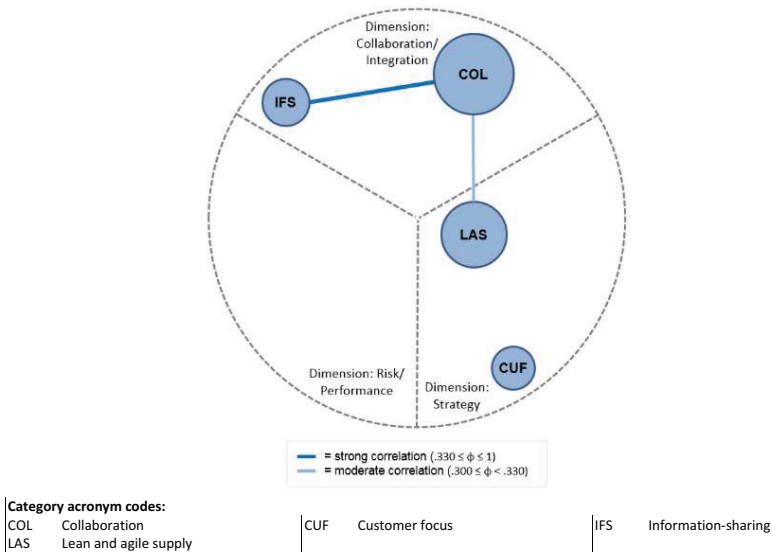 Dimension:
Collaboration/
Integration
COL
IFS
LAS
CUF
Dimension: Risk/
Performance
Dimension:
Strategy
= strong correlation (.330 ≤ ϕ ≤ 1)
= moderate correlation (.300 ≤ ϕ < .330)
Category acronym codes:
COL Collaboration CUF Customer focus IFS Information-sharing
LAS Lean and agile supply